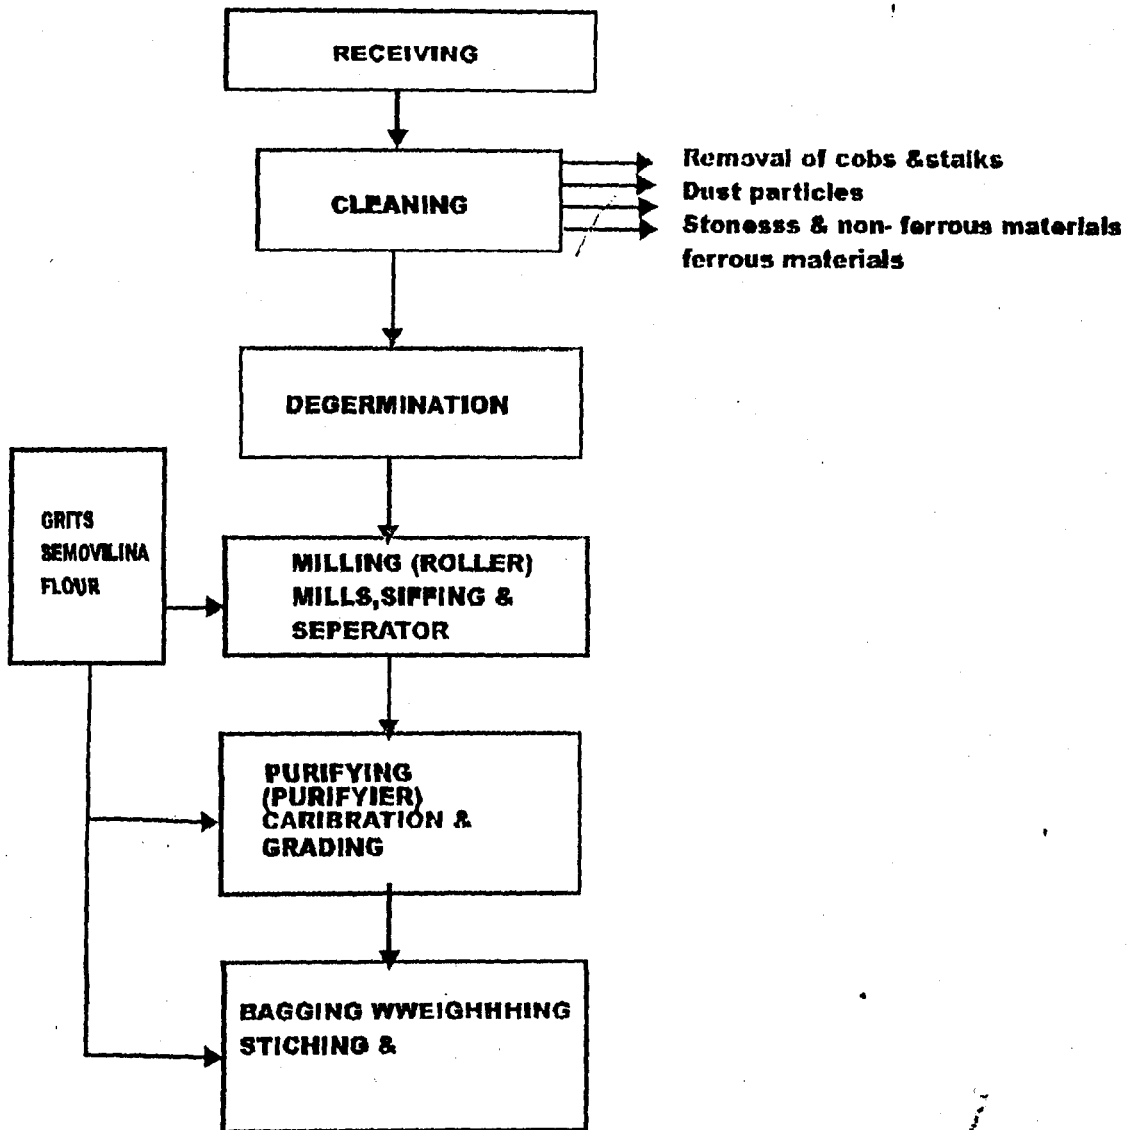 RECEIVING
CLEANING
Removal of cobs &stalks
Dust particles
Stonesss & non- ferrous materials
ferrous materials
DEGERMINATION
GRITS
SEMOVILINA
FLOUR
MILLING (ROLLER)
MILLS,SIFFING &
SEPERATOR
PURIFYING
(PURIFYIER)
CARIBRATION &
GRADING
BAGGING WWEIGHHHING
STICHING &